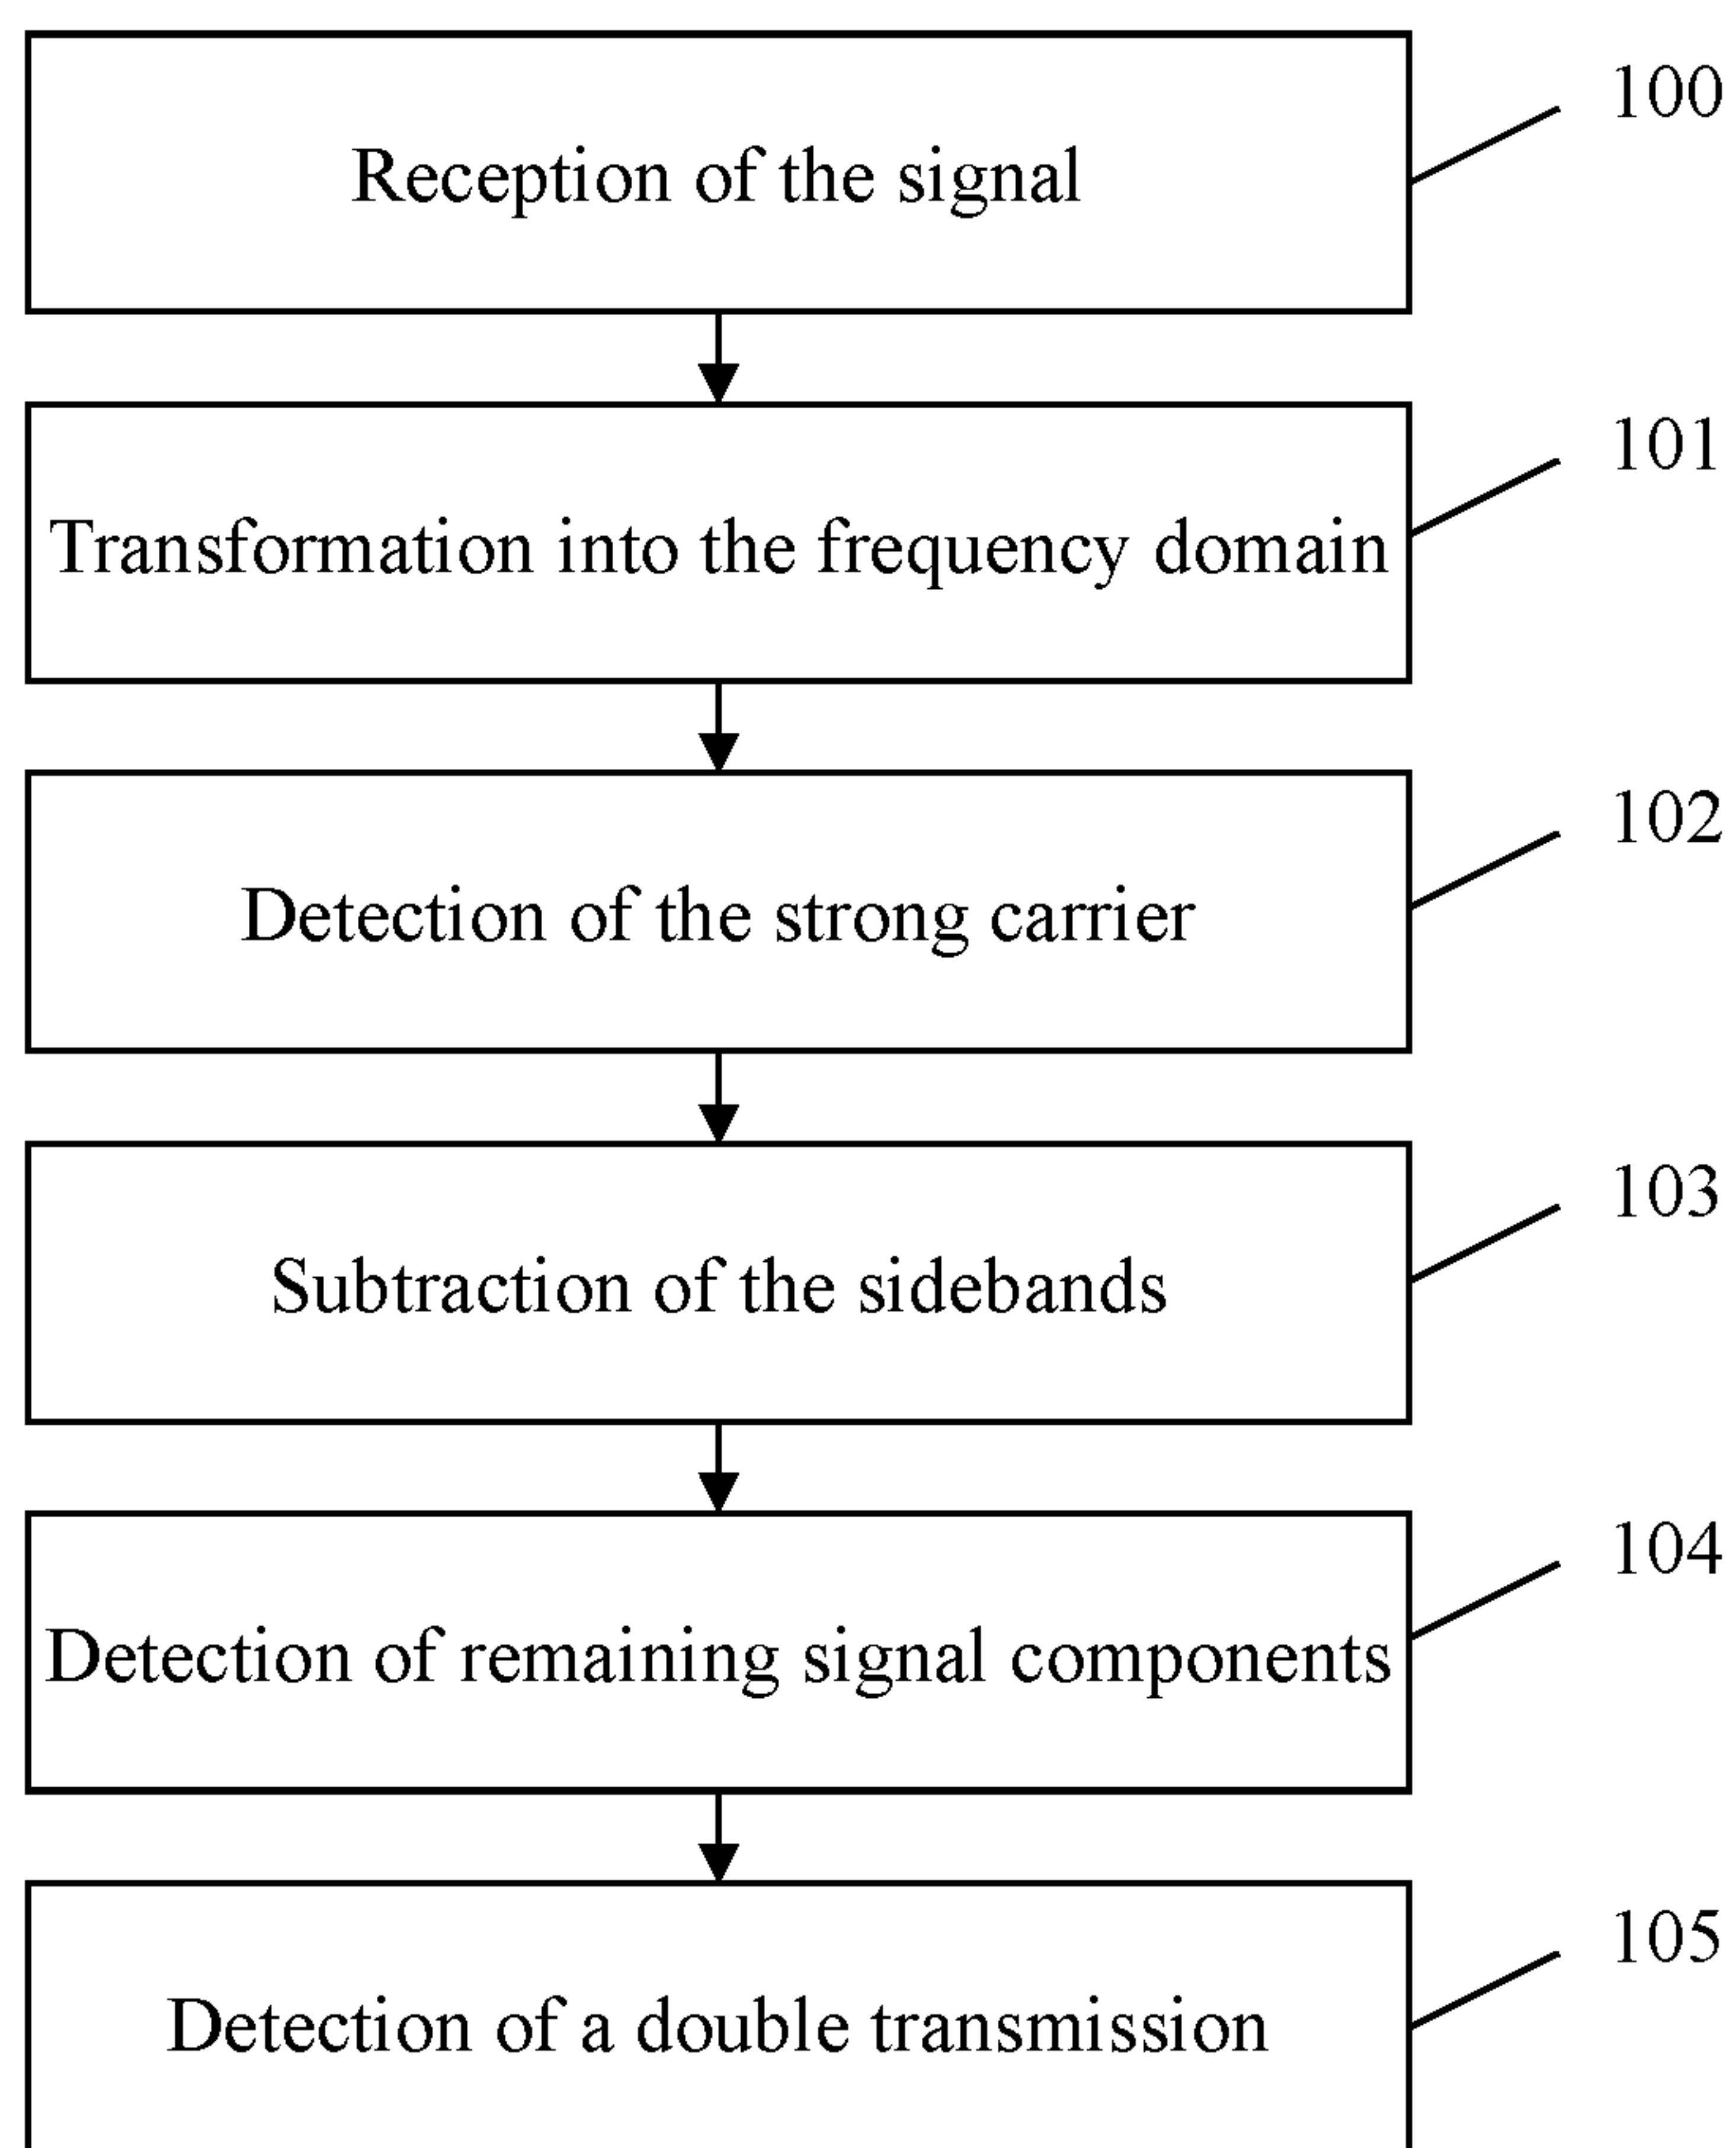 100
Reception of the signal
101
Transformation into the frequency domain
102
Detection of the strong carrier
103
Subtraction of the sidebands
104
Detection of remaining signal components
105
Detection of a double transmission